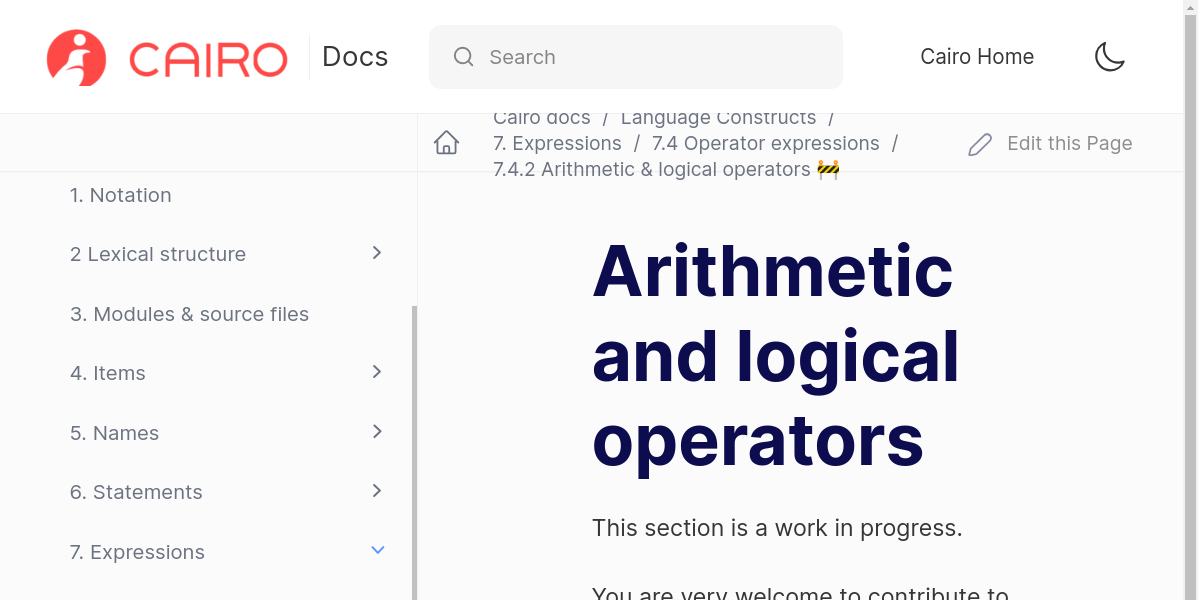 CAIRO Docs
Search
Cairo Home
Cairo docs / Language Constructs /
7. Expressions / 7.4 Operator expressions /
7.4.2 Arithmetic & logical operators 🚧
Edit this Page
1. Notation
2 Lexical structure
3. Modules & source files
4. Items
5. Names
6. Statements
7. Expressions
Arithmetic
and logical
operators
This section is a work in progress.
You are very welcome to contribute to